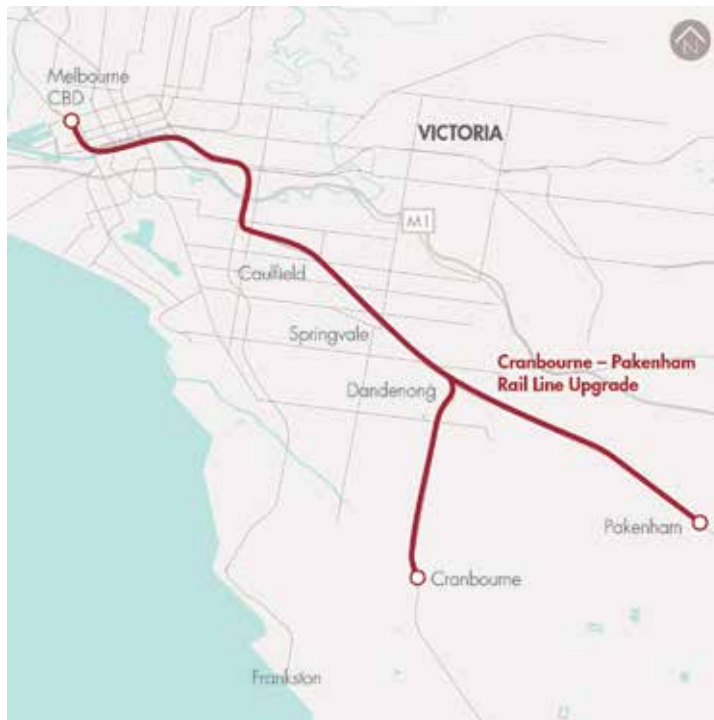 N
Melbourne
CBD
VICTORIA
M1
Caulfield
Springvale
Cranbourne – Pakenham
Rail Line Upgrade
Dandenong
Pakenham
Cranbourne
Frankston